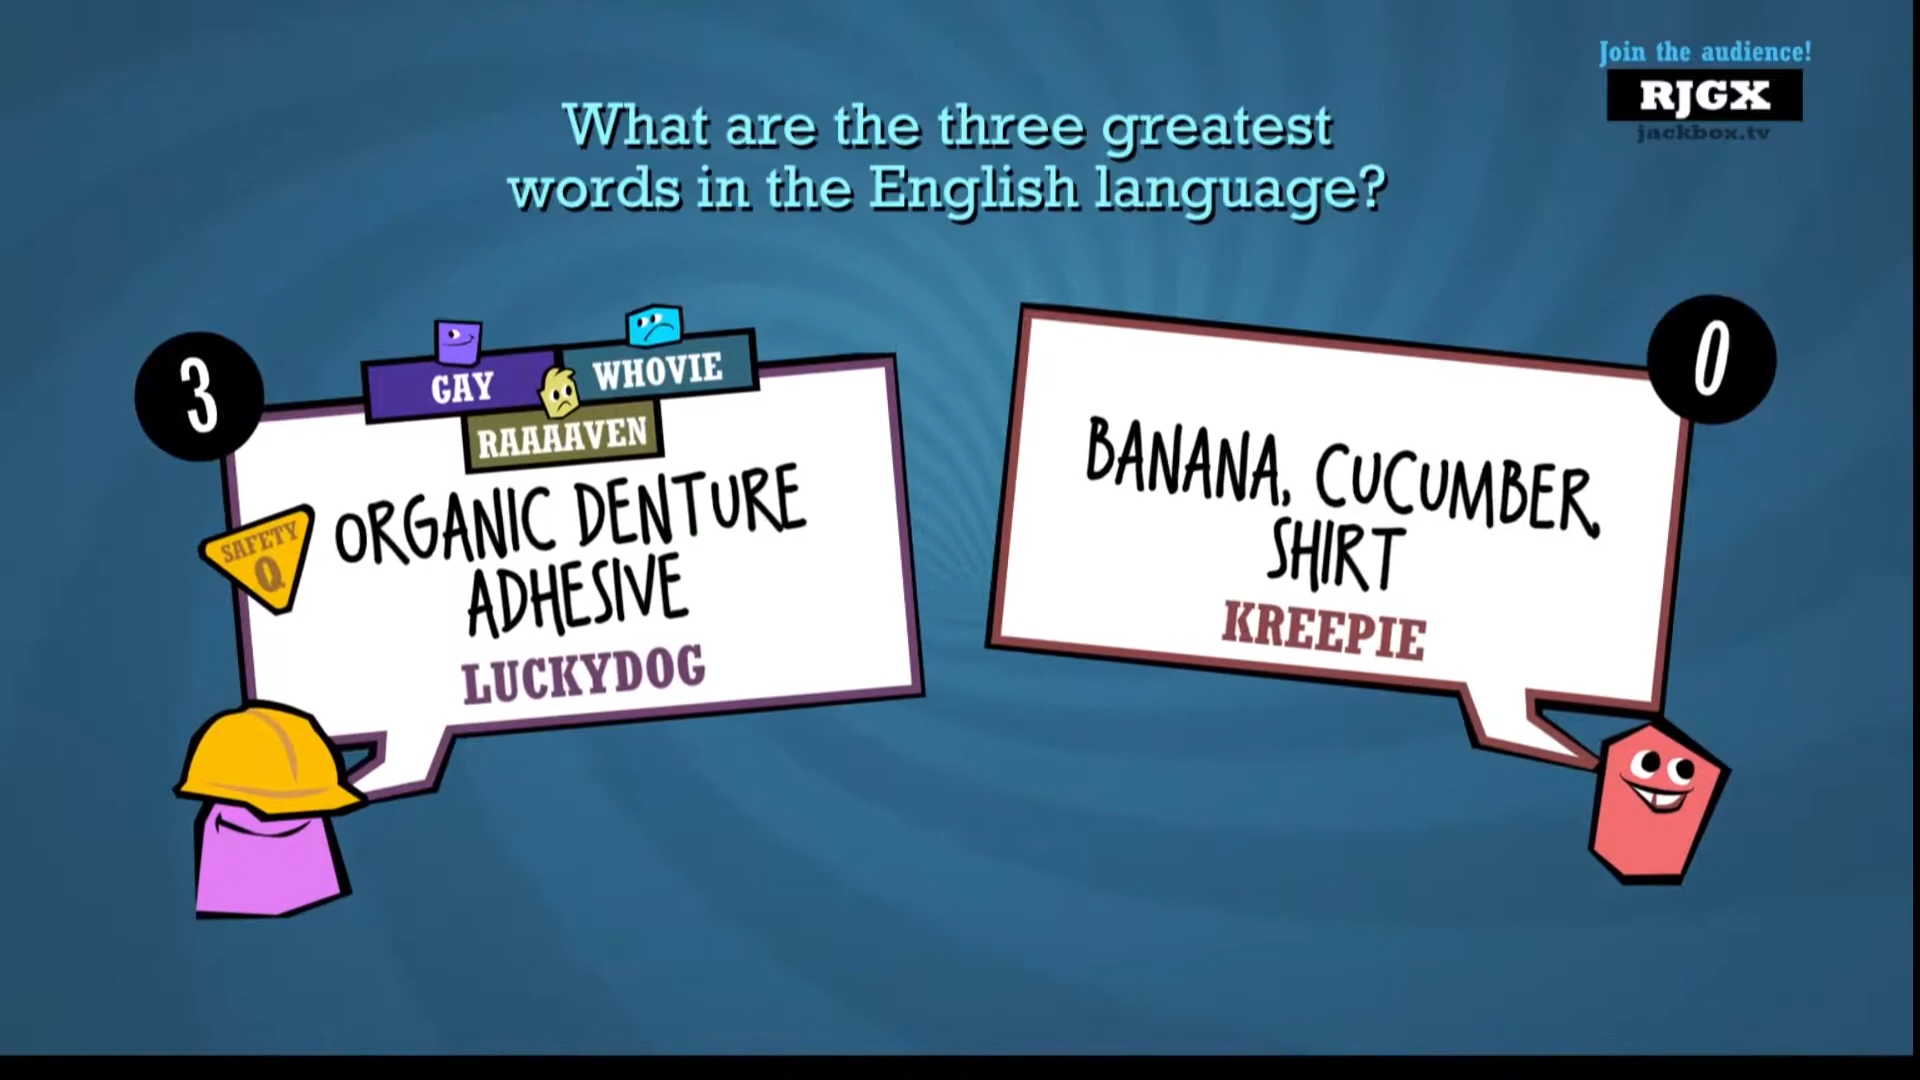 Join the audience!
RJGX
jackbox.tv
What are the three greatest
words in the English language?
3
GAY
WHOVIE
RAAAAVEN
SAFETY
Q
ORGANIC DENTURE
ADHESIVE
LUCKYDOG
0
BANANA, CUCUMBER,
SHIRT
KREEPIE